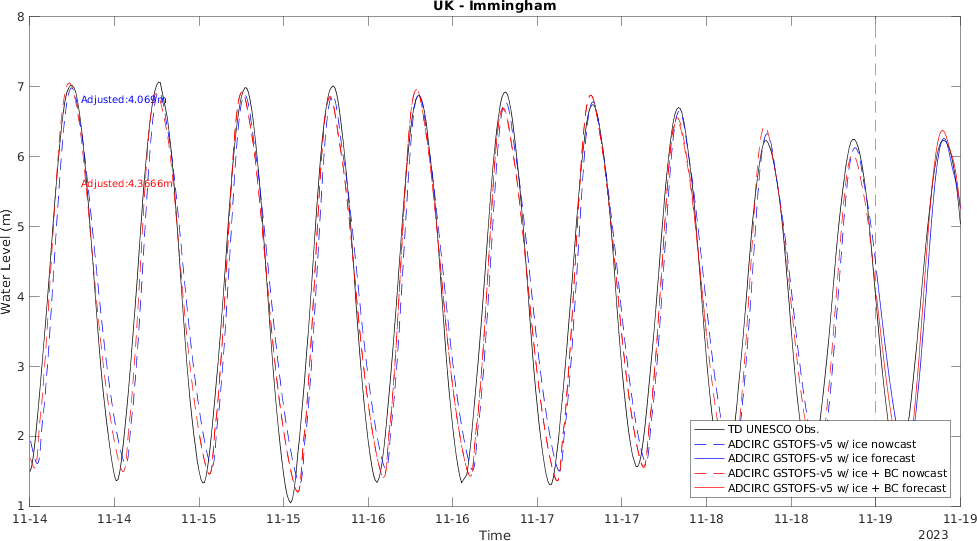 UK - Immingham
8
7
6
5
4
3
2
1
Water Level (m)
Adjusted:4.069m
Adjusted:4.3666m
TD UNESCO Obs.
ADCIRC GSTOFS-v5 w/ ice nowcast
ADCIRC GSTOFS-v5 w/ ice forecast
ADCIRC GSTOFS-v5 w/ ice + BC nowcast
ADCIRC GSTOFS-v5 w/ ice + BC forecast
11-14 11-14 11-15 11-15 11-16 11-16 11-17 11-17 11-18 11-18 11-19 11-19
Time
2023